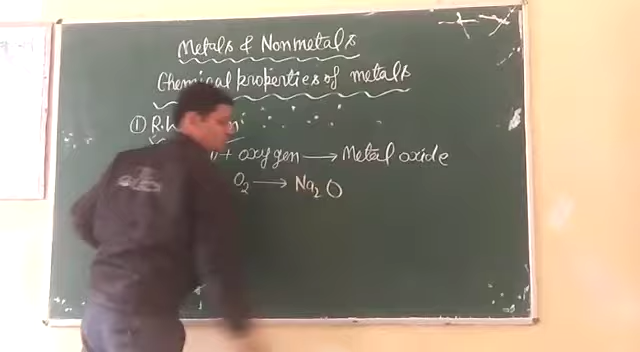 Metals & Nonmetals
Chemical properties of metals
① R.W
+ oxygen ⟶ Metal oxide
O₂ ⟶ Na₂O